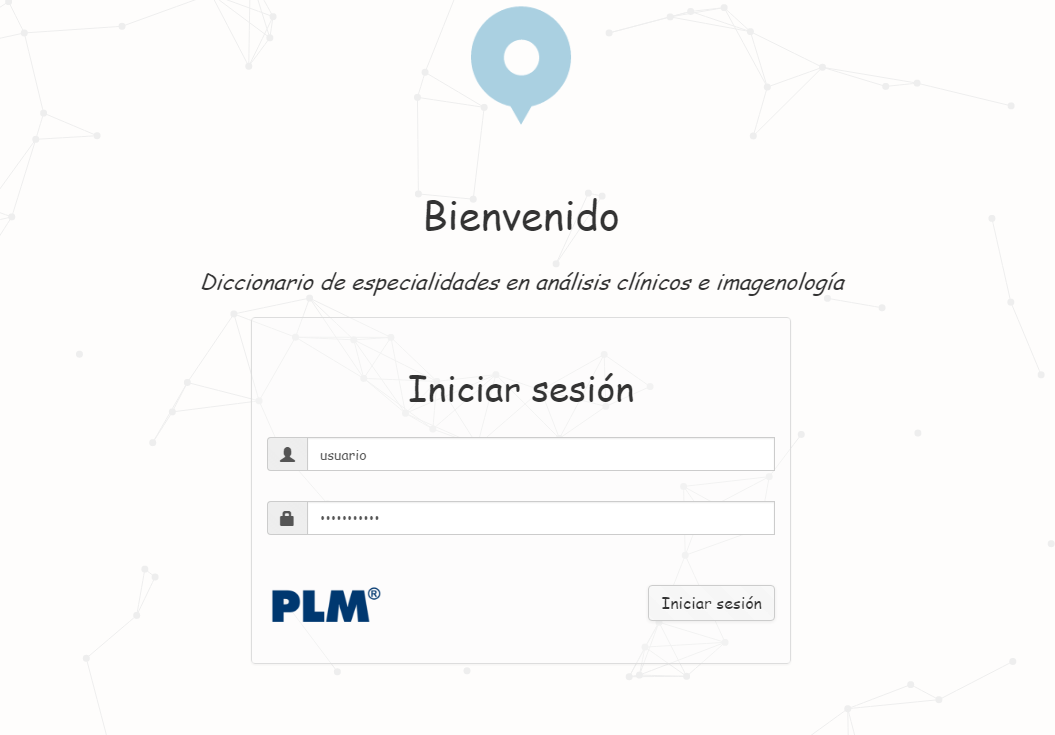 Bienvenido
Diccionario de especialidades en análisis clínicos e imagenología
Iniciar sesión
usuario
•••••••••••
PLM®
Iniciar sesión